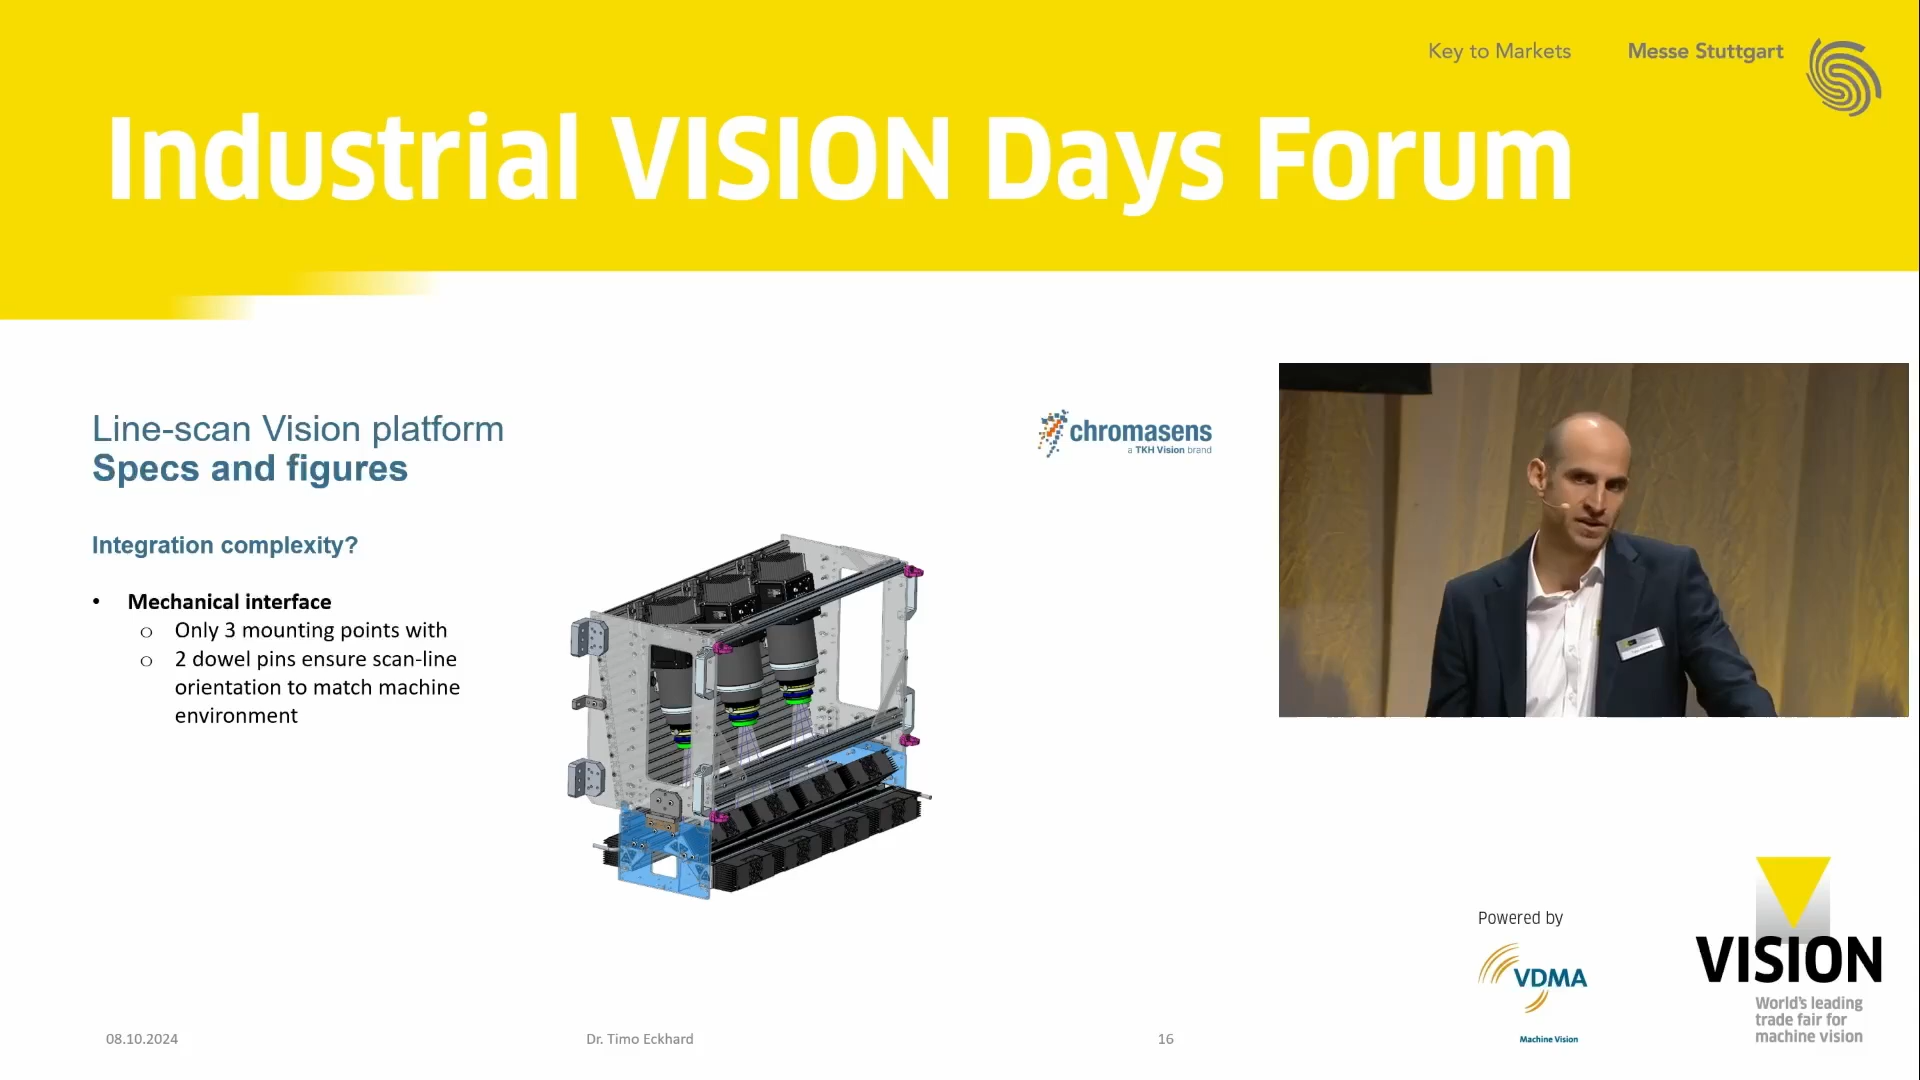 Key to Markets
Messe Stuttgart
Industrial VISION Days Forum
Line-scan Vision platform
Specs and figures
chromasens
a TKH Vision brand
Integration complexity?
• Mechanical interface
o Only 3 mounting points with
o 2 dowel pins ensure scan-line
orientation to match machine
environment
Powered by
VDMA
Machine Vision
VISION
World's leading
trade fair for
machine vision
08.10.2024
Dr. Timo Eckhard
16